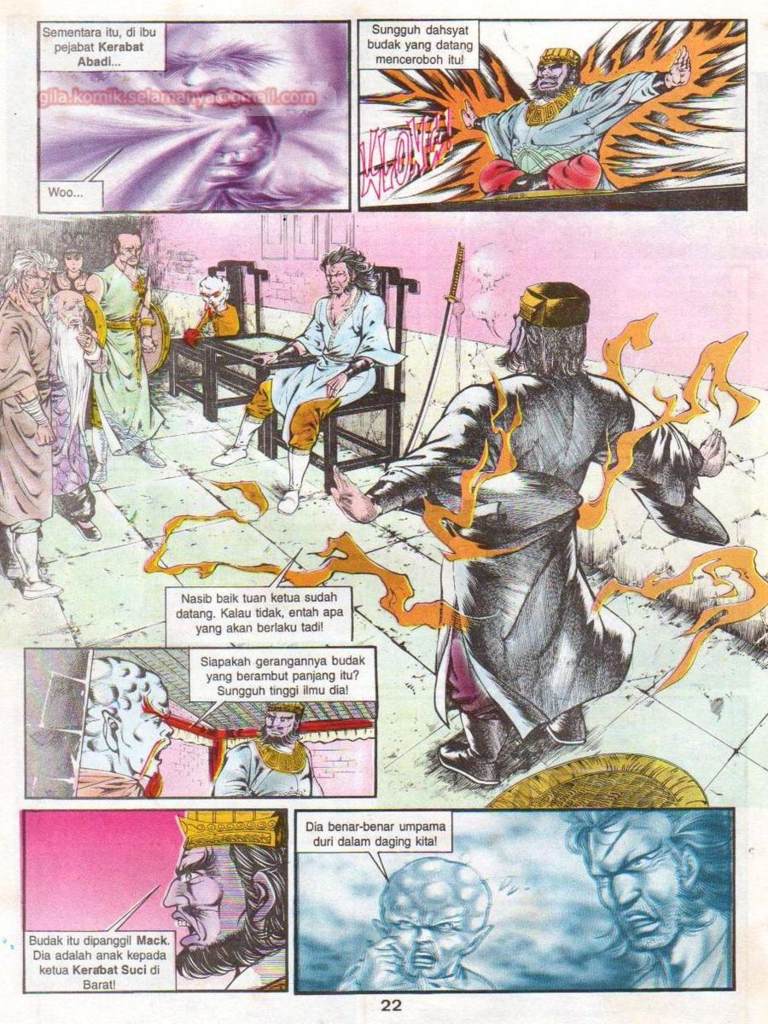 Sementara itu, di ibu
pejabat Kerabat
Abadi...
gila.komik.selamanya@gmail.com
Woo...
Sungguh dahsyat
budak yang datang
menceroboh itu!
Nasib baik tuan ketua sudah
datang. Kalau tidak, entah apa
yang akan berlaku tadi!
Siapakah gerangannya budak
yang berambut panjang itu?
Sungguh tinggi ilmu dia!
Budak itu dipanggil Mack.
Dia adalah anak kepada
ketua Kerabat Suci di
Barat!
Dia benar-benar umpama
duri dalam daging kita!
22